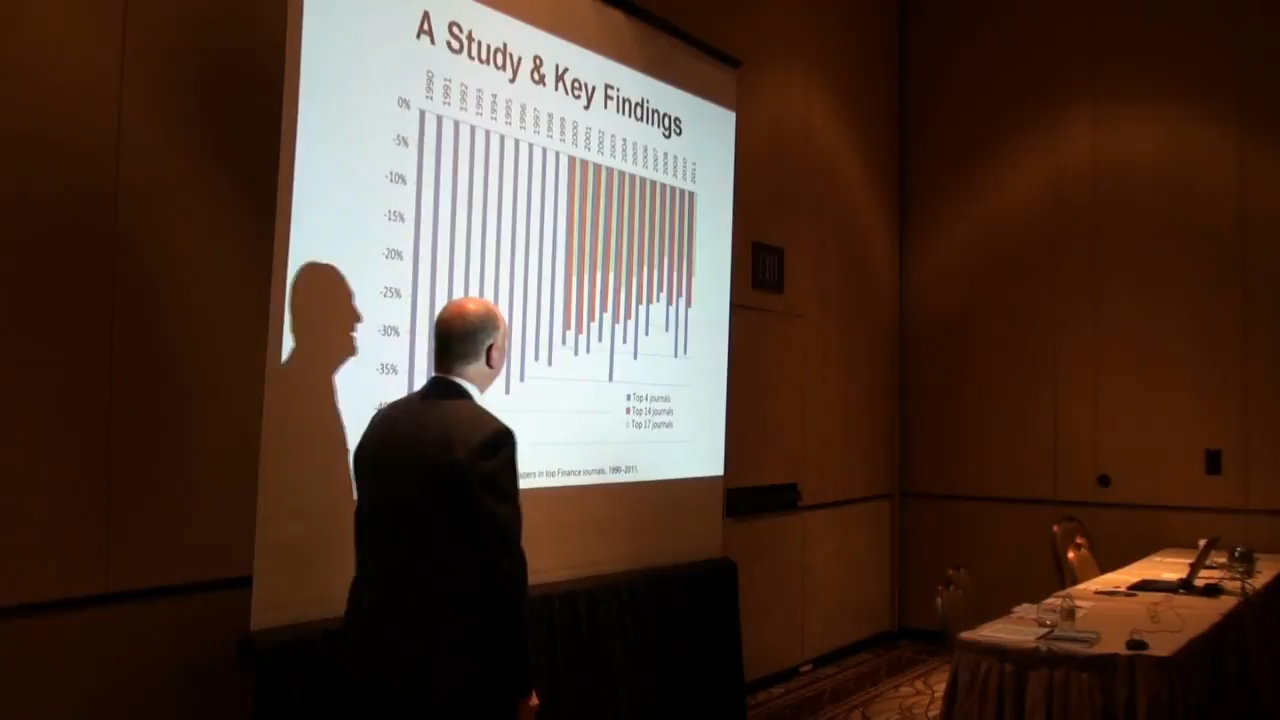 A Study & Key Findings
1990 1991 1992 1993 1994 1995 1996 1997 1998 1999 2000 2001 2002 2003 2004 2005 2006 2007 2008 2009 2010 2011
0%
-5%
-10%
-15%
-20%
-25%
-30%
-35%
Top 4 journals
Top 14 journals
Top 17 journals
in top Finance journals, 1990–2011.
EXIT